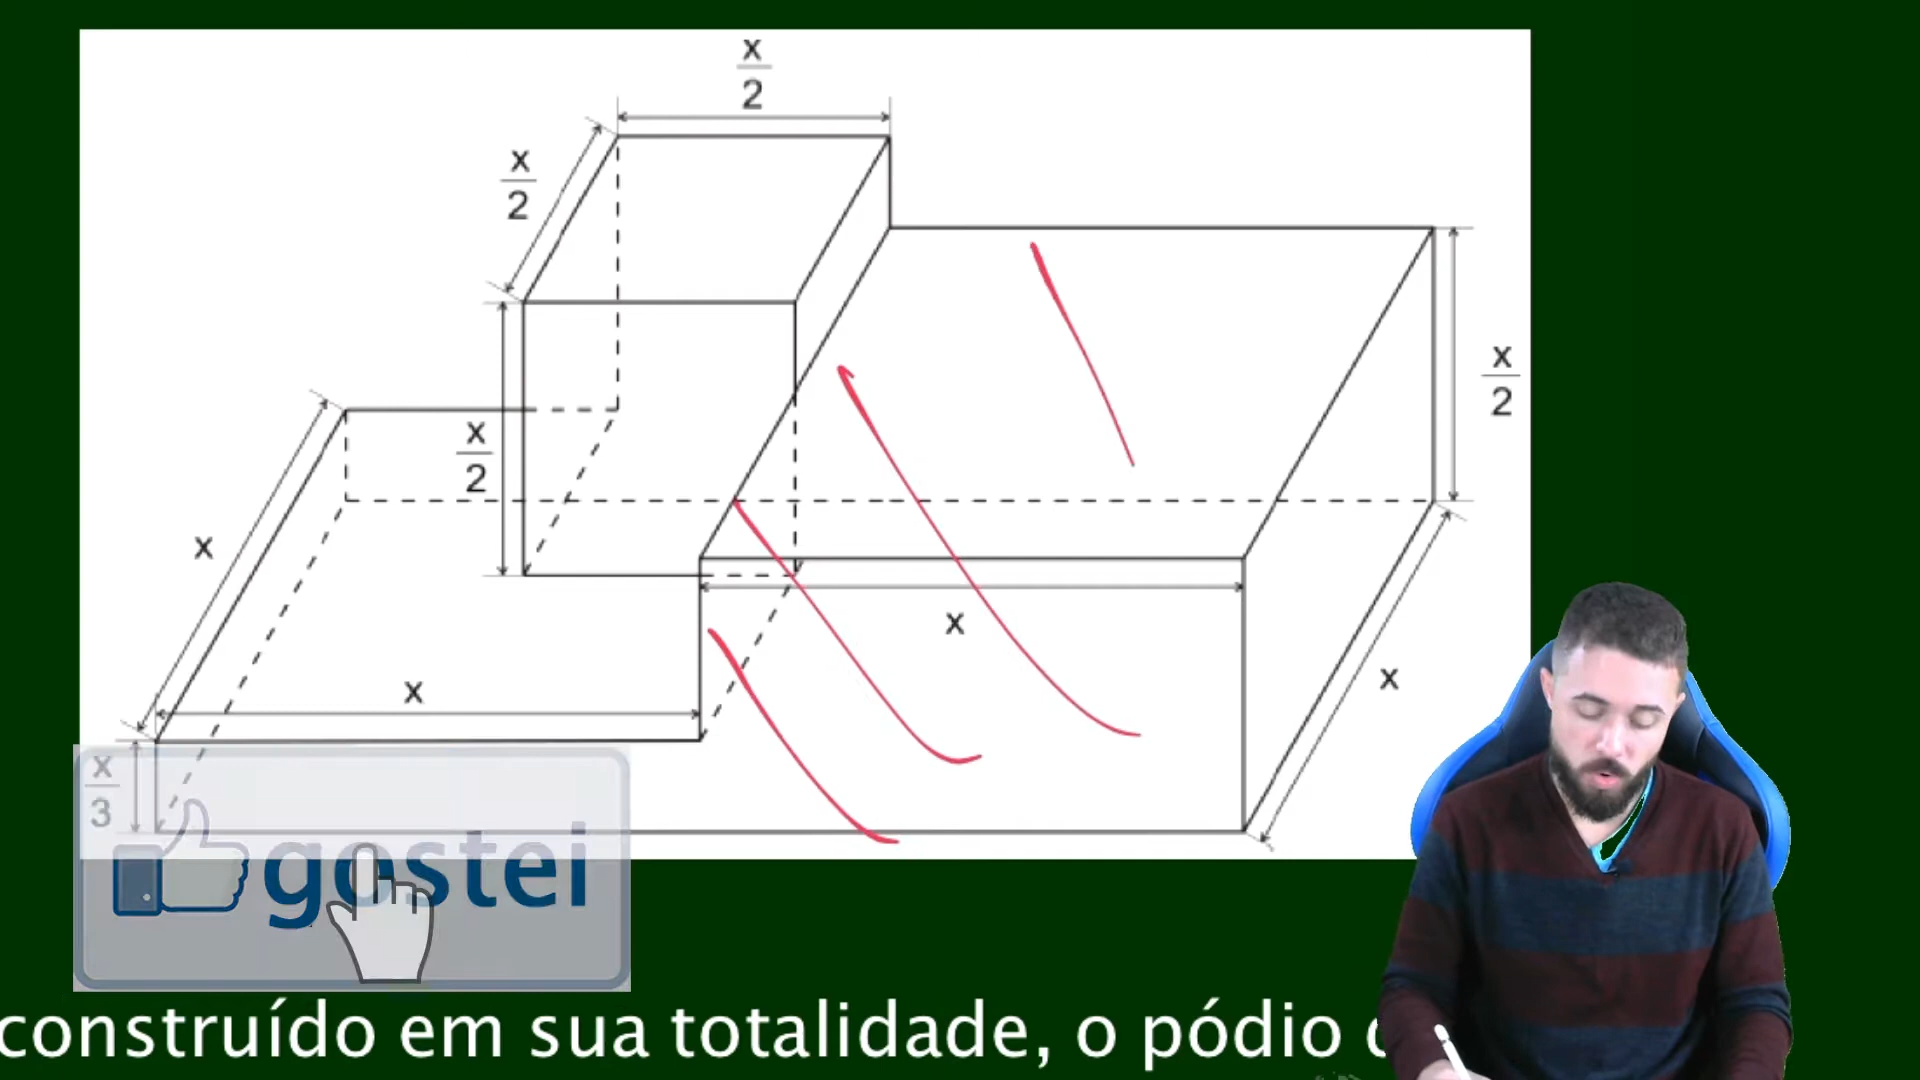 x
2
x
2
x
2
x
2
x
x
x
x
x
3
gostei
construído em sua totalidade, o pódio